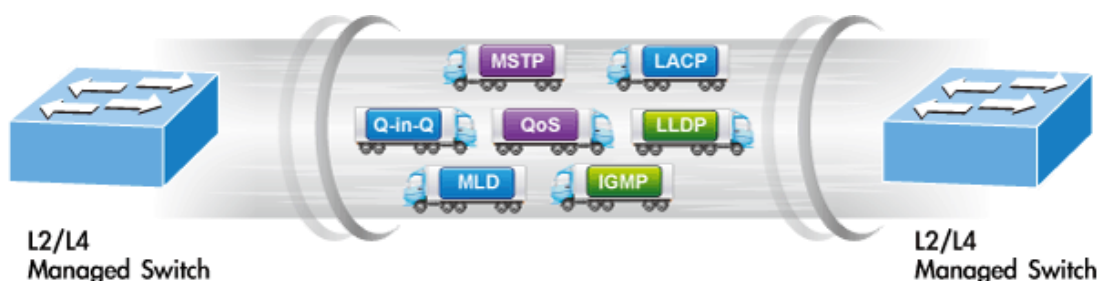 MSTP
LACP
Q-in-Q
QoS
LLDP
MLD
IGMP
L2/L4
Managed Switch
L2/L4
Managed Switch